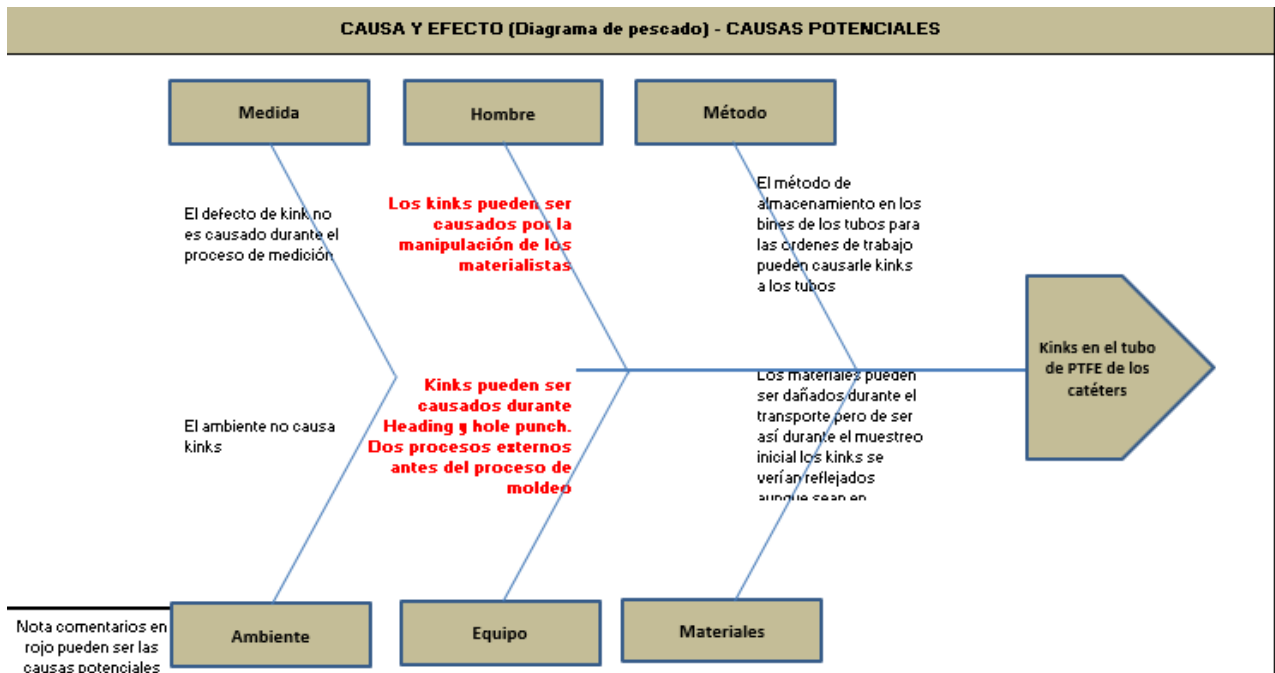 CAUSA Y EFECTO (Diagrama de pescado) - CAUSAS POTENCIALES
Medida
Hombre
Método
El defecto de kink no
es causado durante el
proceso de medición
Los kinks pueden ser
causados por la
manipulación de los
materialistas
El método de
almacenamiento en los
bines de los tubos para
las órdenes de trabajo
pueden causarle kinks
a los tubos
Kinks en el tubo
de PTFE de los
catéters
El ambiente no causa
kinks
Kinks pueden ser
causados durante
Heading y hole punch.
Dos procesos externos
antes del proceso de
moldeo
Los materiales pueden
ser dañados durante el
transporte pero de ser
así durante el muestreo
inicial los kinks se
verían reflejados
aunque sean en
Ambiente
Equipo
Materiales
Nota comentarios en
rojo pueden ser las
causas potenciales